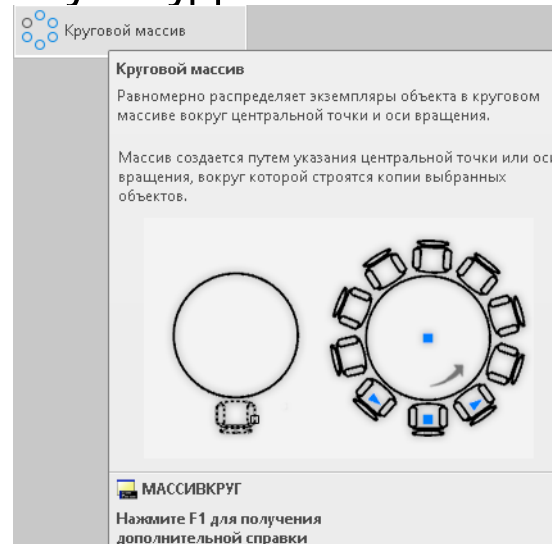 Круговой массив
Круговой массив
Равномерно распределяет экземпляры объекта в круговом
массиве вокруг центральной точки и оси вращения.
Массив создается путем указания центральной точки или оси
вращения, вокруг которой строятся копии выбранных
объектов.
МАССИВКРУГ
Нажмите F1 для получения
дополнительной справки